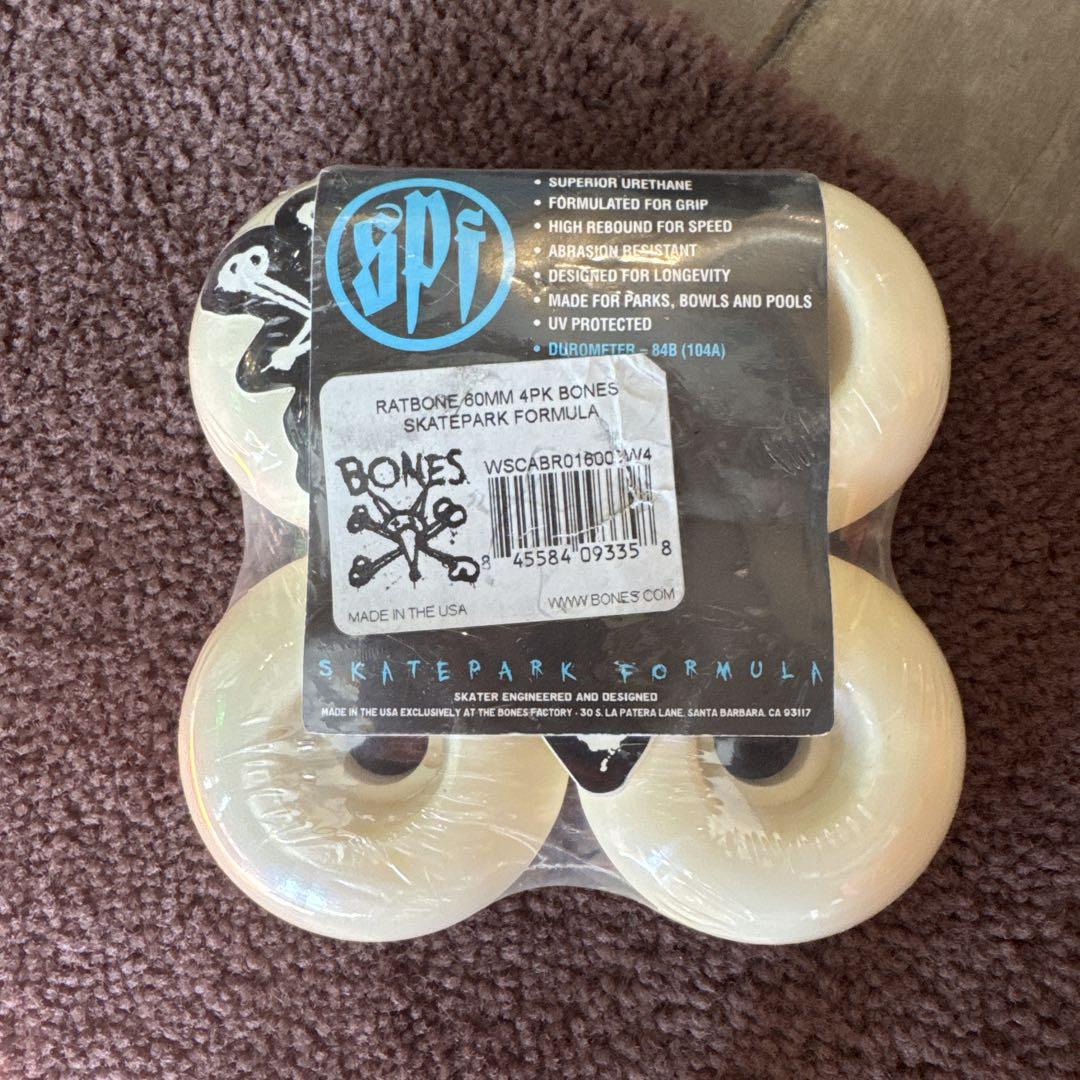 SPf
• SUPERIOR URETHANE
• FORMULATED FOR GRIP
• HIGH REBOUND FOR SPEED
• ABRASION RESISTANT
• DESIGNED FOR LONGEVITY
• MADE FOR PARKS, BOWLS AND POOLS
• UV PROTECTED
• DUROMETER – 84B (104A)
RATBONE 60MM 4PK BONES
SKATEPARK FORMULA
BONES
8 45584 09335 8
MADE IN THE USA
WWW.BONES.COM
SKATEPARK FORMULA
SKATER ENGINEERED AND DESIGNED
MADE IN THE USA EXCLUSIVELY AT THE BONES FACTORY · 30 S. LA PATERA LANE, SANTA BARBARA, CA 93117